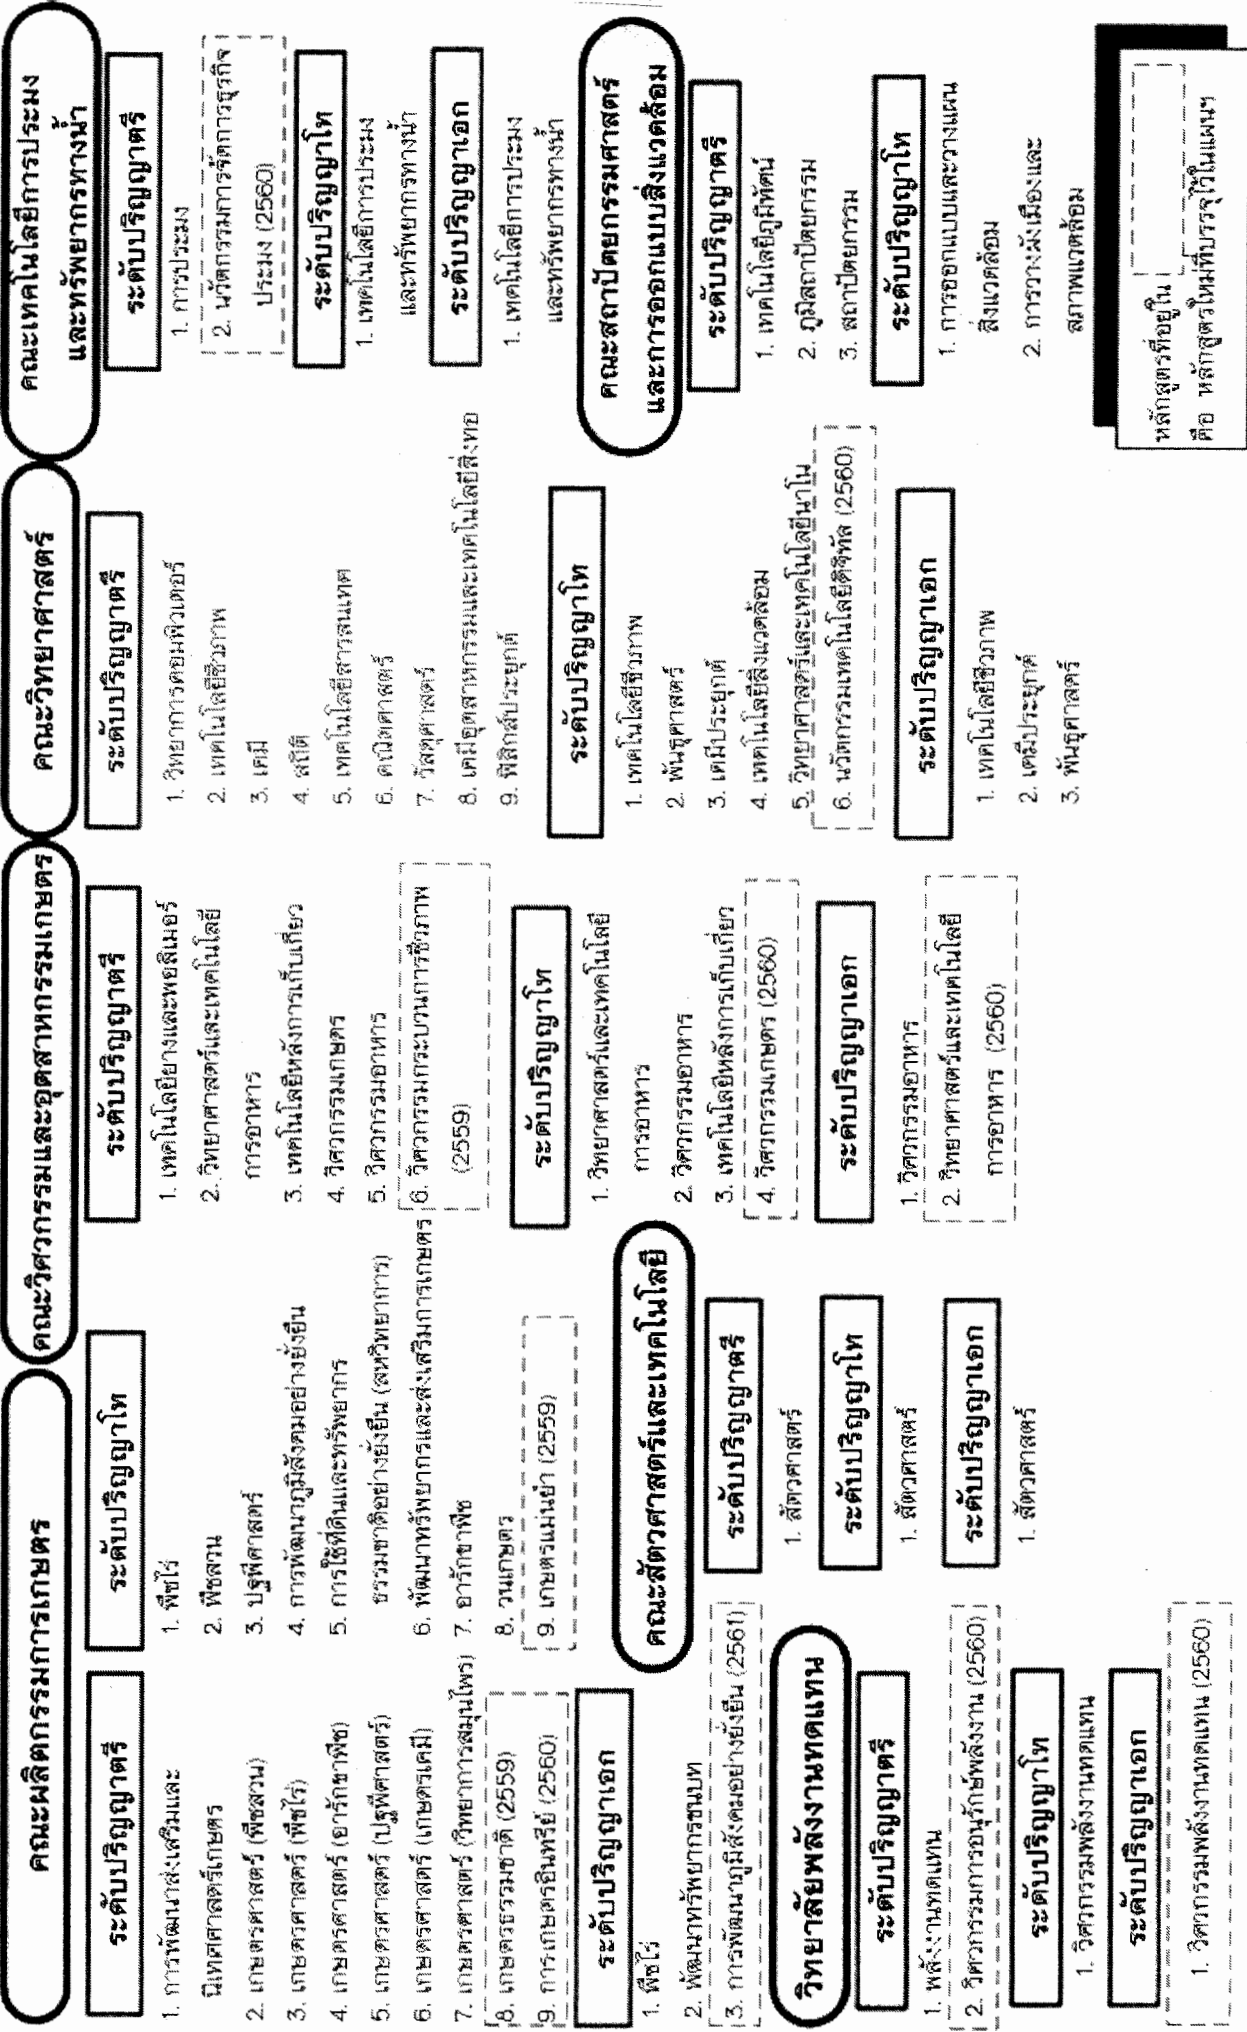 คณะผลิตกรรมการเกษตร
ระดับปริญญาตรี
1. การพัฒนาส่งเสริมและ
นิเทศศาสตร์เกษตร
2. เกษตรศาสตร์ (พืชสวน)
3. เกษตรศาสตร์ (พืชไร่)
4. เกษตรศาสตร์ (อารักขาพืช)
5. เกษตรศาสตร์ (ปฐพีศาสตร์)
6. เกษตรศาสตร์ (เกษตรเคมี)
7. เกษตรศาสตร์ (วิทยาการสมุนไพร)
8. เกษตรธรรมชาติ (2559)
9. การเกษตรอินทรีย์ (2560)
ระดับปริญญาโท
1. พืชไร่
2. พืชสวน
3. ปฐพีศาสตร์
4. การพัฒนาภูมิสังคมอย่างยั่งยืน
5. การใช้ที่ดินและทรัพยากร
ธรรมชาติอย่างยั่งยืน (สหวิทยาการ)
6. พัฒนาทรัพยากรและส่งเสริมการเกษตร
7. อารักขาพืช
8. วนเกษตร
9. เกษตรแม่นยำ (2559)
ระดับปริญญาเอก
1. พืชไร่
2. พัฒนาทรัพยากรชนบท
3. การพัฒนาภูมิสังคมอย่างยั่งยืน (2561)
วิทยาลัยพลังงานทดแทน
ระดับปริญญาตรี
1. พลังงานทดแทน
2. วิศวกรรมการอนุรักษ์พลังงาน (2560)
ระดับปริญญาโท
1. วิศวกรรมพลังงานทดแทน
ระดับปริญญาเอก
1. วิศวกรรมพลังงานทดแทน (2560)
คณะสัตวศาสตร์และเทคโนโลยี
ระดับปริญญาตรี
1. สัตวศาสตร์
ระดับปริญญาโท
1. สัตวศาสตร์
ระดับปริญญาเอก
1. สัตวศาสตร์
คณะวิศวกรรมและอุตสาหกรรมเกษตร
ระดับปริญญาตรี
1. เทคโนโลยียางและพอลิเมอร์
2. วิทยาศาสตร์และเทคโนโลยี
การอาหาร
3. เทคโนโลยีหลังการเก็บเกี่ยว
4. วิศวกรรมเกษตร
5. วิศวกรรมอาหาร
6. วิศวกรรมกระบวนการชีวภาพ
(2559)
ระดับปริญญาโท
1. วิทยาศาสตร์และเทคโนโลยี
การอาหาร
2. วิศวกรรมอาหาร
3. เทคโนโลยีหลังการเก็บเกี่ยว
4. วิศวกรรมเกษตร (2560)
ระดับปริญญาเอก
1. วิศวกรรมอาหาร
2. วิทยาศาสตร์และเทคโนโลยี
การอาหาร (2560)
คณะวิทยาศาสตร์
ระดับปริญญาตรี
1. วิทยาการคอมพิวเตอร์
2. เทคโนโลยีชีวภาพ
3. เคมี
4. สถิติ
5. เทคโนโลยีสารสนเทศ
6. คณิตศาสตร์
7. วัสดุศาสตร์
8. เคมีอุตสาหกรรมและเทคโนโลยีสิ่งทอ
9. ฟิสิกส์ประยุกต์
ระดับปริญญาโท
1. เทคโนโลยีชีวภาพ
2. พันธุศาสตร์
3. เคมีประยุกต์
4. เทคโนโลยีสิ่งแวดล้อม
5. วิทยาศาสตร์และเทคโนโลยีนาโน
6. นวัตกรรมเทคโนโลยีดิจิทัล (2560)
ระดับปริญญาเอก
1. เทคโนโลยีชีวภาพ
2. เคมีประยุกต์
3. พันธุศาสตร์
คณะเทคโนโลยีการประมง
และทรัพยากรทางน้ำ
ระดับปริญญาตรี
1. การประมง
2. นวัตกรรมการจัดการธุรกิจ
ประมง (2560)
ระดับปริญญาโท
1. เทคโนโลยีการประมง
และทรัพยากรทางน้ำ
ระดับปริญญาเอก
1. เทคโนโลยีการประมง
และทรัพยากรทางน้ำ
คณะสถาปัตยกรรมศาสตร์
และการออกแบบสิ่งแวดล้อม
ระดับปริญญาตรี
1. เทคโนโลยีภูมิทัศน์
2. ภูมิสถาปัตยกรรม
3. สถาปัตยกรรม
ระดับปริญญาโท
1. การออกแบบและวางแผน
สิ่งแวดล้อม
2. การวางผังเมืองและ
สภาพแวดล้อม
หลักสูตรที่อยู่ใน
คือ หลักสูตรใหม่ที่บรรจุไว้ในแผนฯ